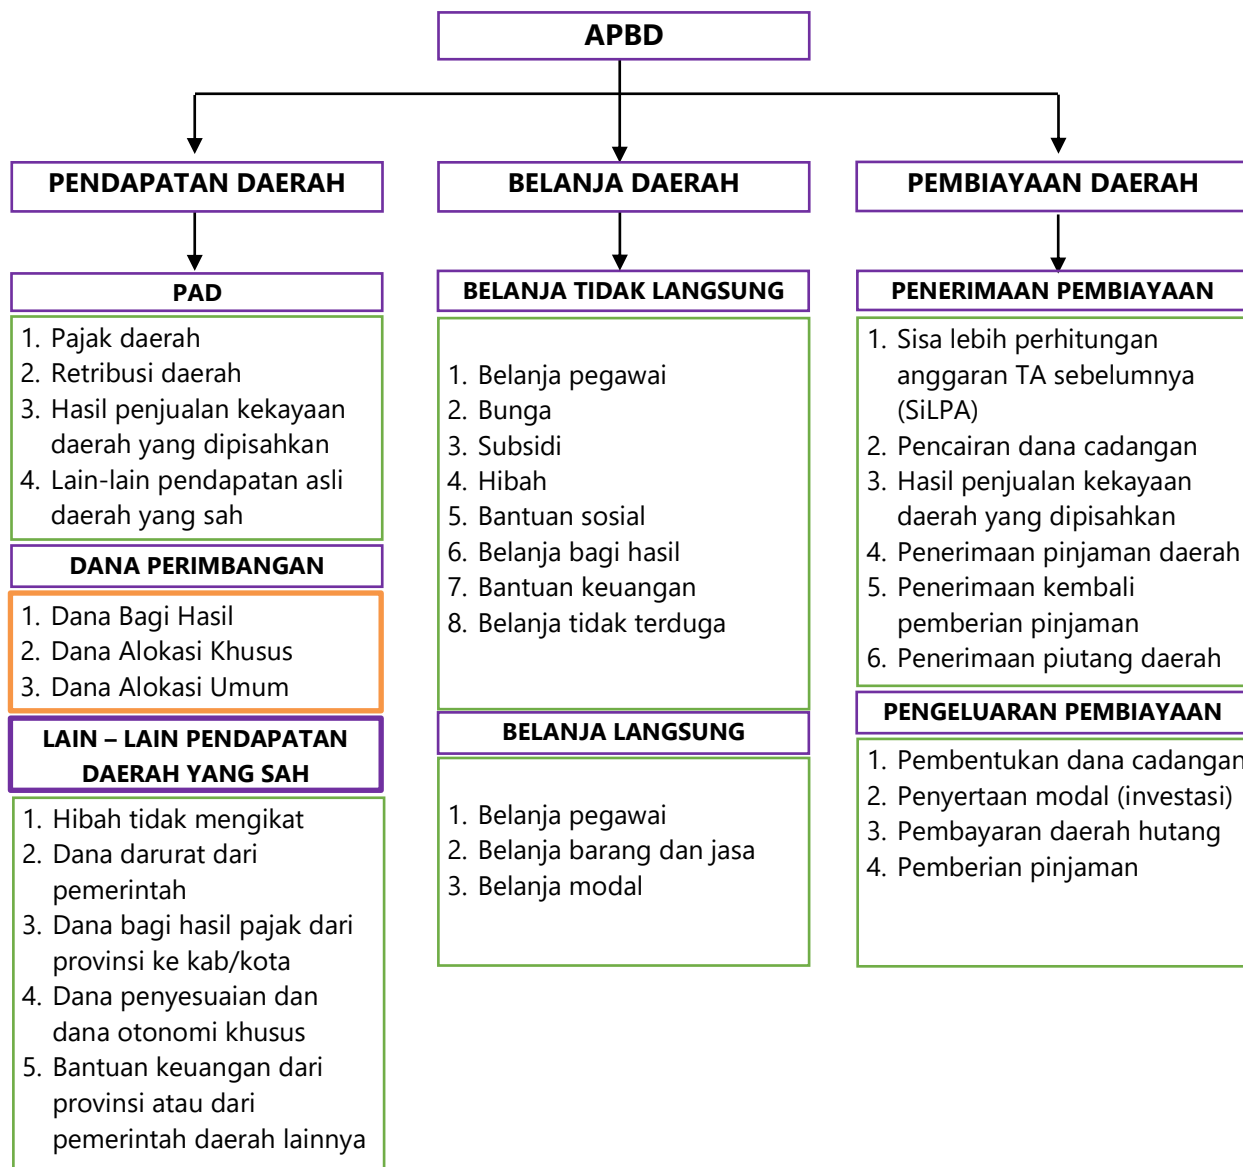 APBD
PENDAPATAN DAERAH
PAD
1. Pajak daerah
2. Retribusi daerah
3. Hasil penjualan kekayaan
daerah yang dipisahkan
4. Lain-lain pendapatan asli
daerah yang sah
DANA PERIMBANGAN
1. Dana Bagi Hasil
2. Dana Alokasi Khusus
3. Dana Alokasi Umum
LAIN – LAIN PENDAPATAN
DAERAH YANG SAH
1. Hibah tidak mengikat
2. Dana darurat dari
pemerintah
3. Dana bagi hasil pajak dari
provinsi ke kab/kota
4. Dana penyesuaian dan
dana otonomi khusus
5. Bantuan keuangan dari
provinsi atau dari
pemerintah daerah lainnya
BELANJA DAERAH
BELANJA TIDAK LANGSUNG
1. Belanja pegawai
2. Bunga
3. Subsidi
4. Hibah
5. Bantuan sosial
6. Belanja bagi hasil
7. Bantuan keuangan
8. Belanja tidak terduga
BELANJA LANGSUNG
1. Belanja pegawai
2. Belanja barang dan jasa
3. Belanja modal
PEMBIAYAAN DAERAH
PENERIMAAN PEMBIAYAAN
1. Sisa lebih perhitungan
anggaran TA sebelumnya
(SiLPA)
2. Pencairan dana cadangan
3. Hasil penjualan kekayaan
daerah yang dipisahkan
4. Penerimaan pinjaman daerah
5. Penerimaan kembali
pemberian pinjaman
6. Penerimaan piutang daerah
PENGELUARAN PEMBIAYAAN
1. Pembentukan dana cadangan
2. Penyertaan modal (investasi)
3. Pembayaran daerah hutang
4. Pemberian pinjaman